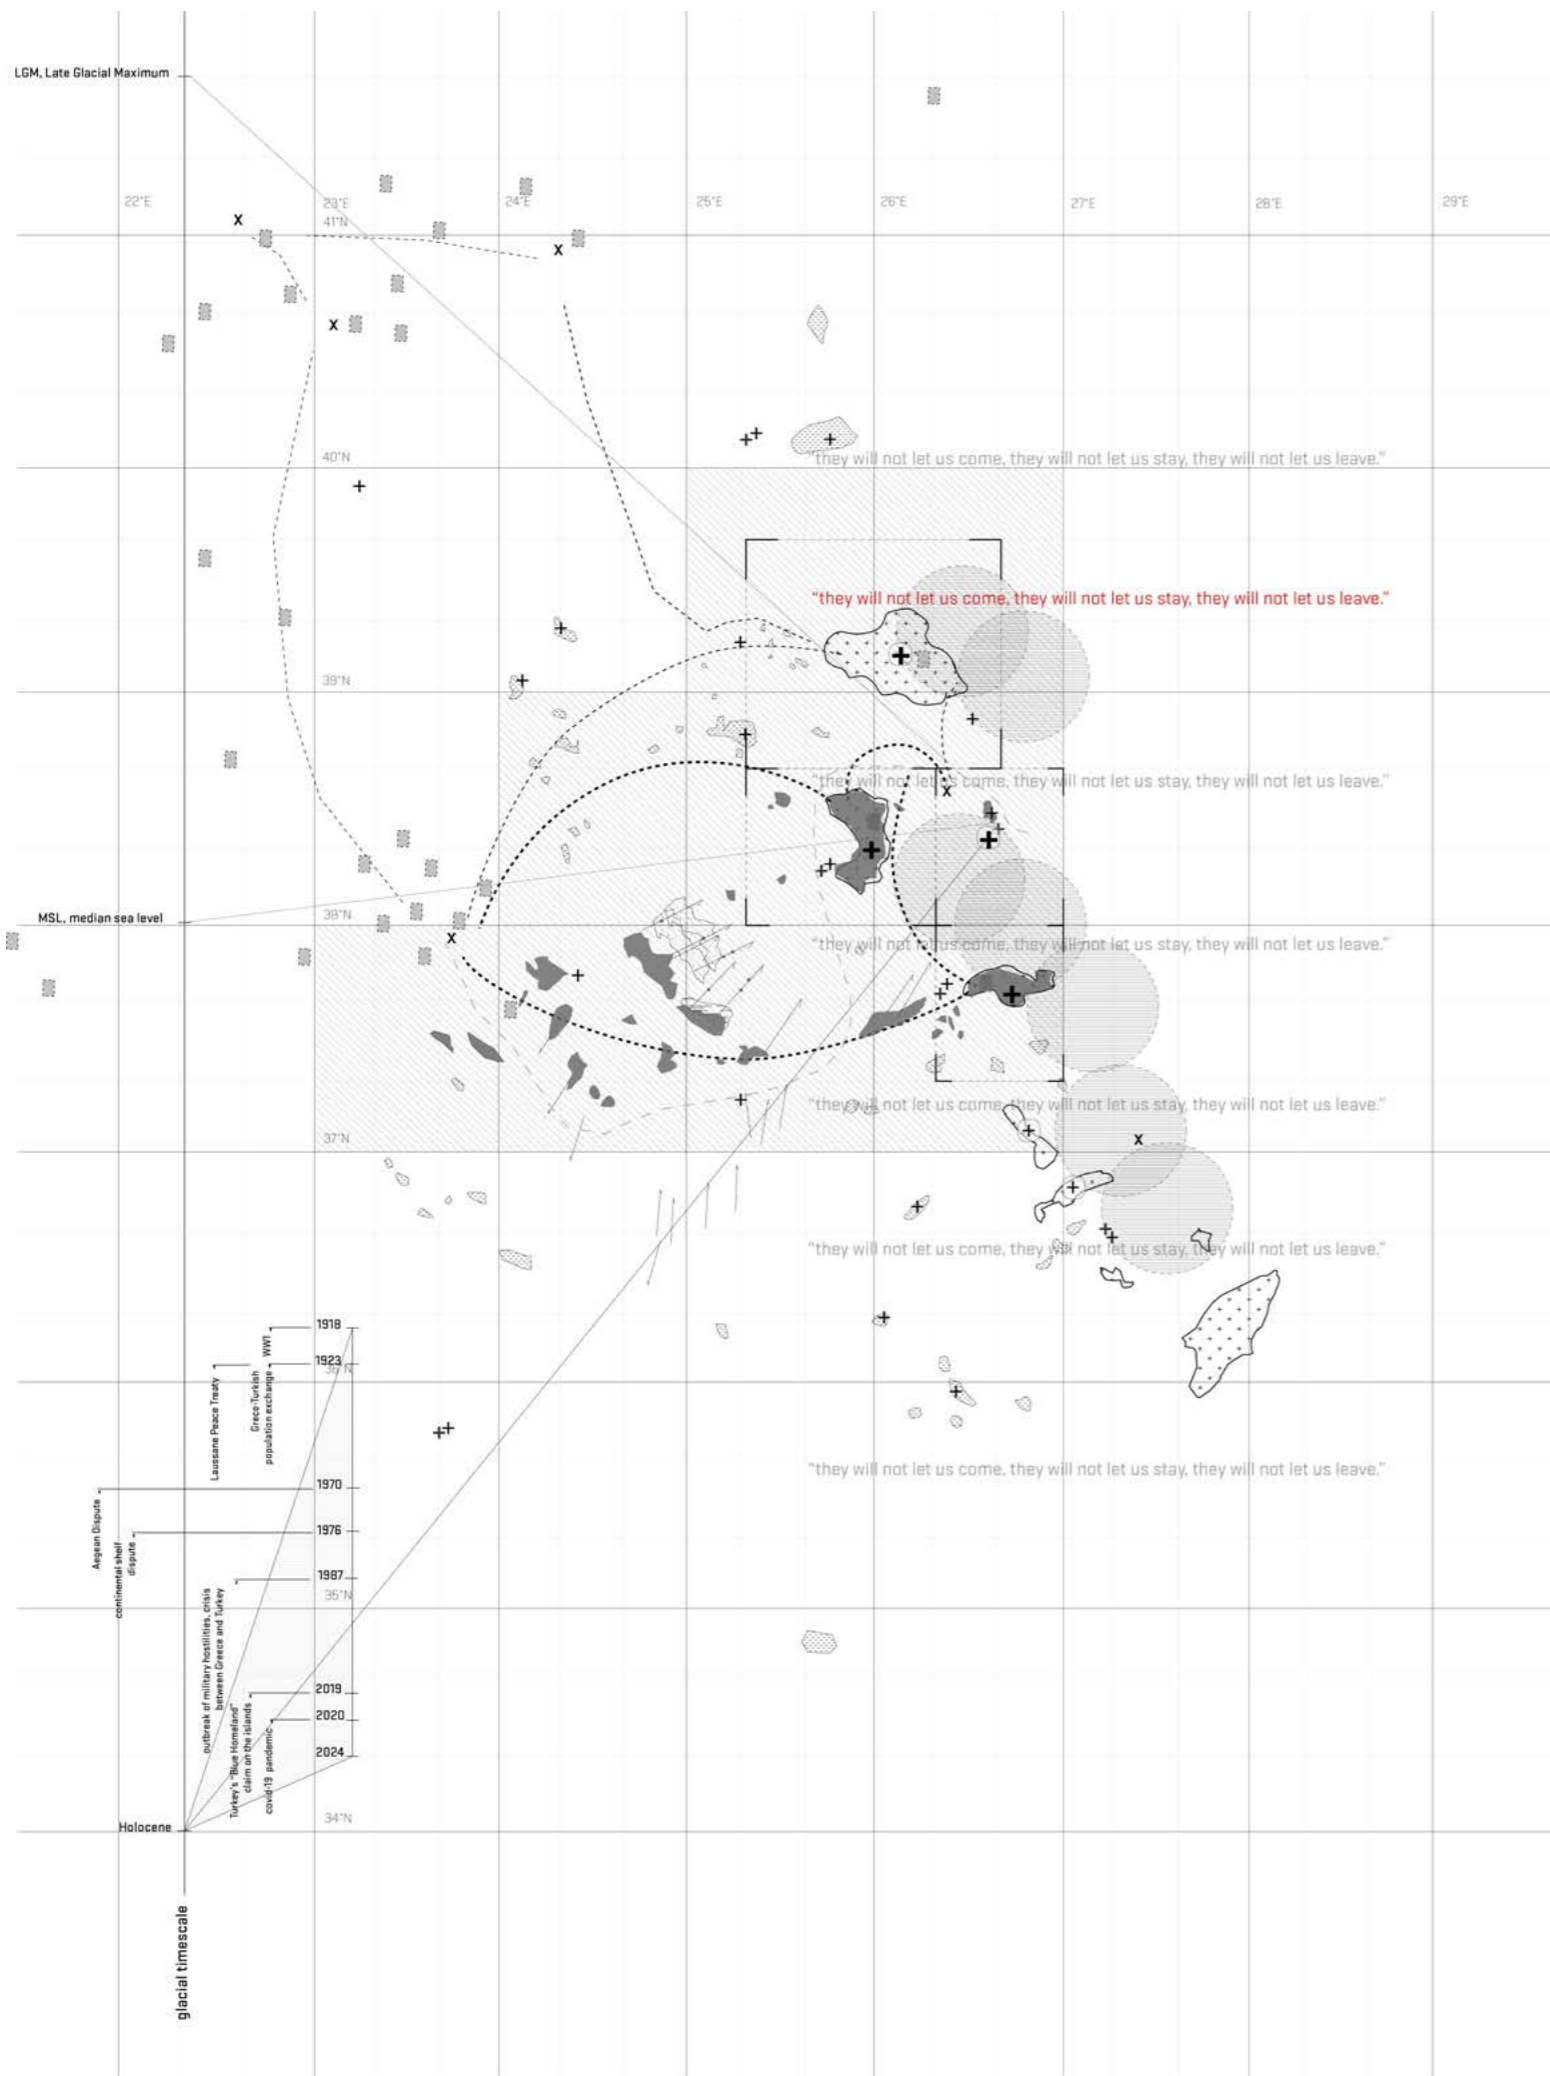 LGM, Late Glacial Maximum
22°E
23°E
24°E
25°E
26°E
27°E
28°E
29°E
41°N
X
X
X
40°N
"they will not let us come, they will not let us stay, they will not let us leave."
"they will not let us come, they will not let us stay, they will not let us leave."
39°N
"they will not let us come, they will not let us stay, they will not let us leave."
X
MSL, median sea level
38°N
X
"they will not let us come, they will not let us stay, they will not let us leave."
"they will not let us come, they will not let us stay, they will not let us leave."
37°N
X
"they will not let us come, they will not let us stay, they will not let us leave."
1918
WW1
1923
36°N
Laussane Peace Treaty
Greco-Turkish
population exchange
"they will not let us come, they will not let us stay, they will not let us leave."
1970
Aegean Dispute
1976
continental shelf
dispute
1987
35°N
outbreak of military hostilities, crisis
between Greece and Turkey
2019
Turkey's "Blue Homeland"
claim on the islands
2020
covid-19 pandemic
2024
34°N
Holocene
glacial timescale